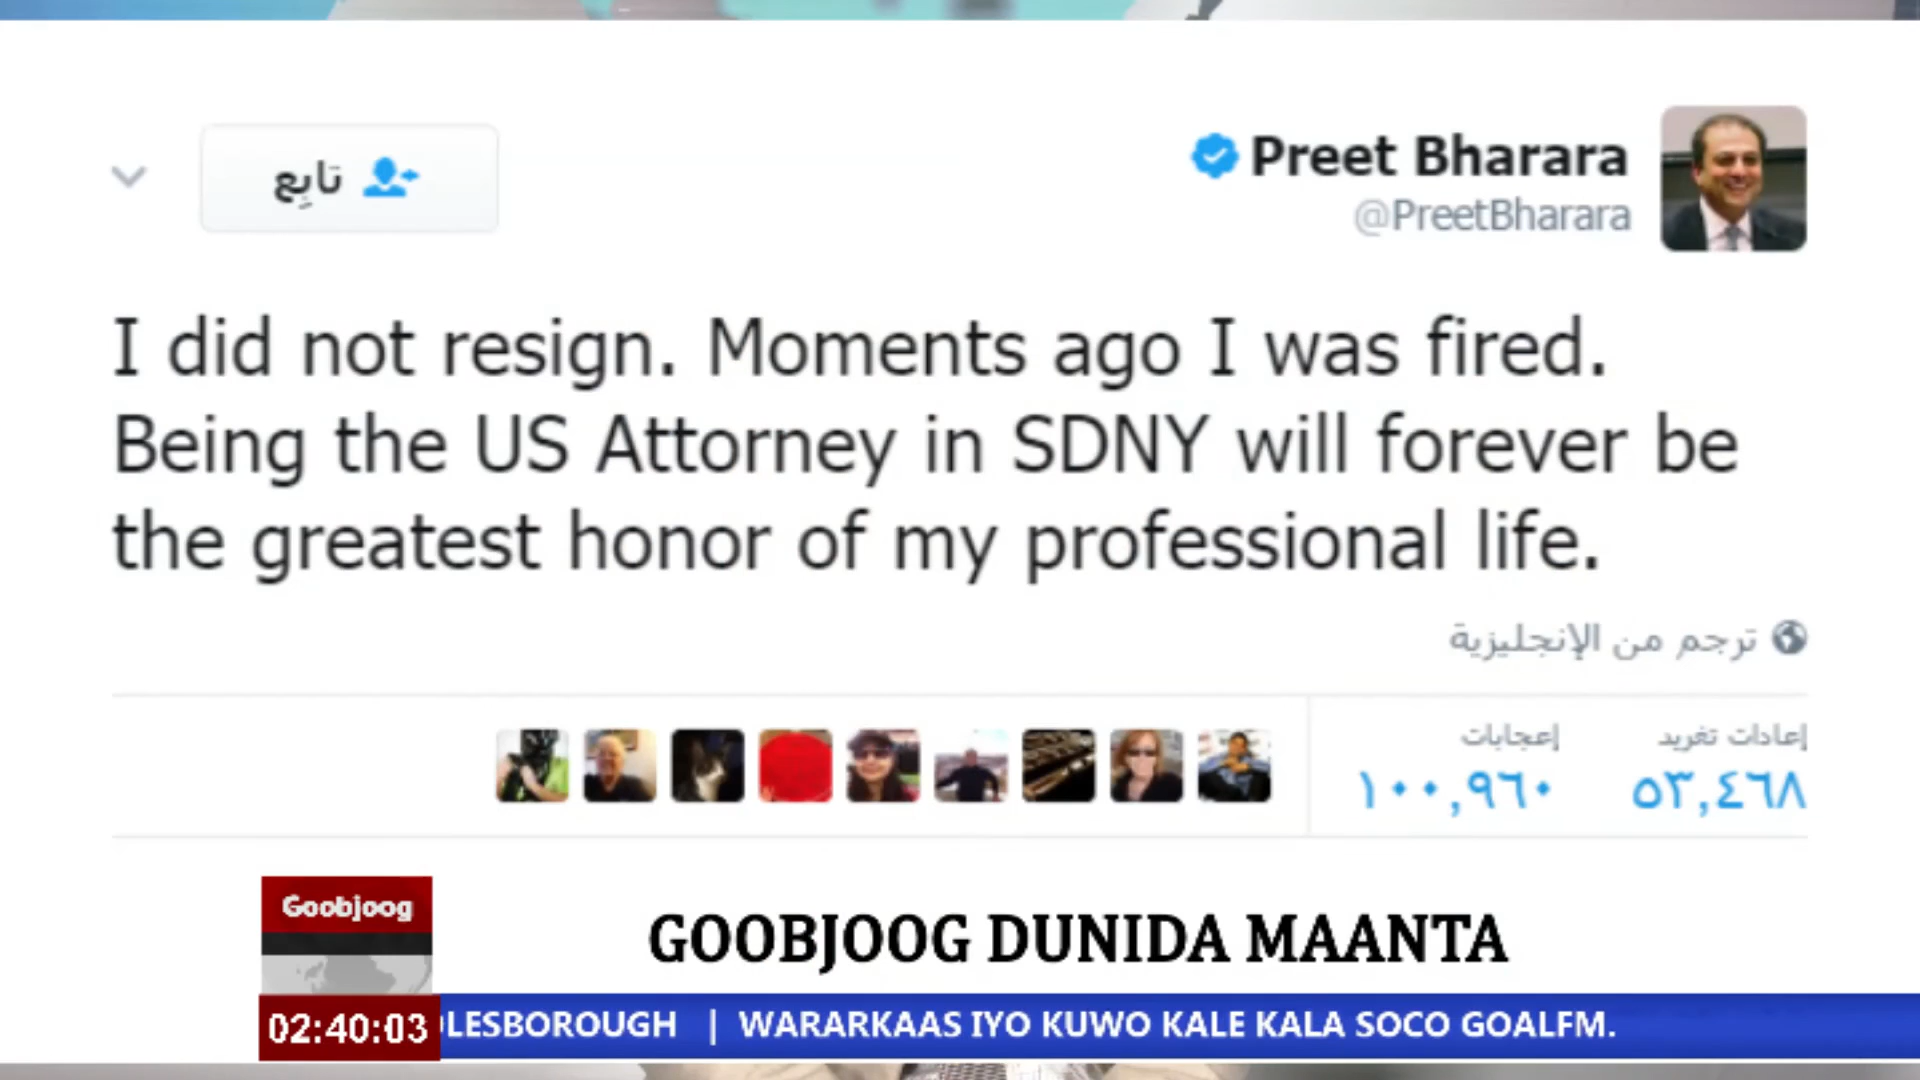 تابِع
Preet Bharara
@PreetBharara
I did not resign. Moments ago I was fired.
Being the US Attorney in SDNY will forever be
the greatest honor of my professional life.
ترجم من الإنجليزية
إعادات تغريد
٥٣,٤٦٨
إعجابات
١٠٠,٩٦٠
Goobjoog
GOOBJOOG DUNIDA MAANTA
02:40:03
LESBOROUGH | WARARKAAS IYO KUWO KALE KALA SOCO GOALFM.